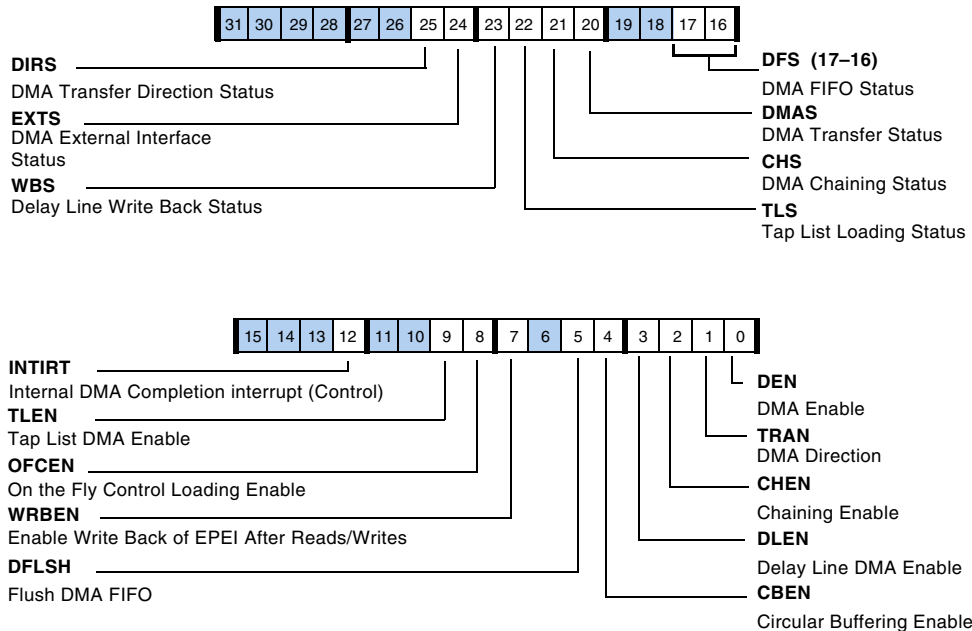 31 30 29 28 27 26 25 24 23 22 21 20 19 18 17 16
DIRS
DMA Transfer Direction Status
EXTS
DMA External Interface
Status
WBS
Delay Line Write Back Status
DFS (17–16)
DMA FIFO Status
DMAS
DMA Transfer Status
CHS
DMA Chaining Status
TLS
Tap List Loading Status
15 14 13 12 11 10 9 8 7 6 5 4 3 2 1 0
INTIRT
Internal DMA Completion interrupt (Control)
TLEN
Tap List DMA Enable
OFCEN
On the Fly Control Loading Enable
WRBEN
Enable Write Back of EPEI After Reads/Writes
DFLSH
Flush DMA FIFO
DEN
DMA Enable
TRAN
DMA Direction
CHEN
Chaining Enable
DLEN
Delay Line DMA Enable
CBEN
Circular Buffering Enable